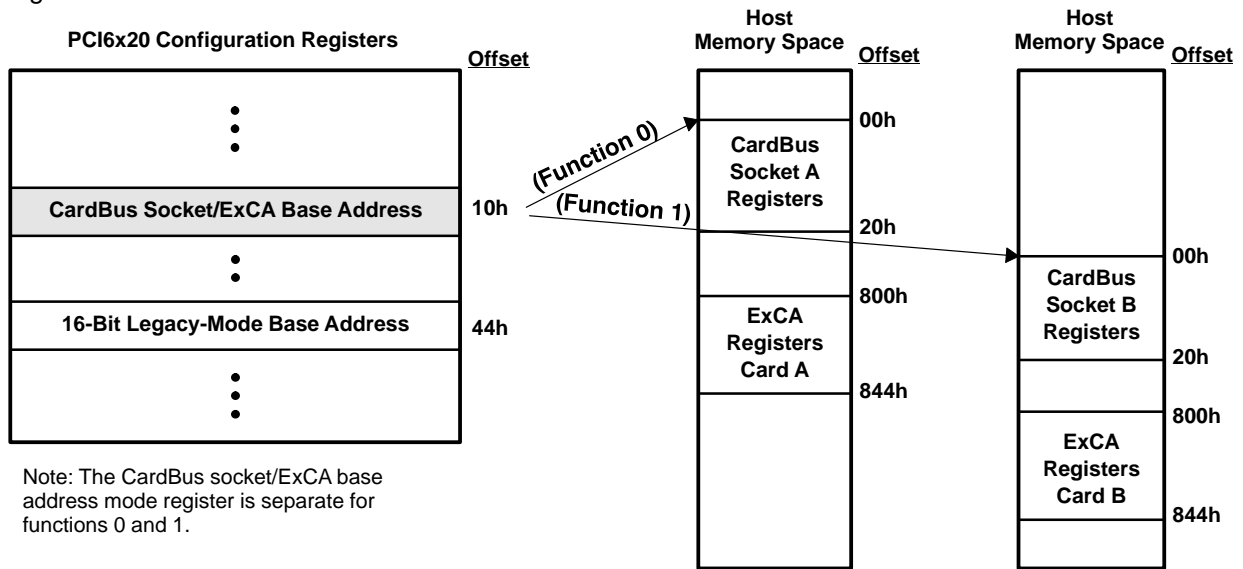 PCI6x20 Configuration Registers
Offset
CardBus Socket/ExCA Base Address
10h
16-Bit Legacy-Mode Base Address
44h
Note: The CardBus socket/ExCA base
address mode register is separate for
functions 0 and 1.
(Function 0)
(Function 1)
Host
Memory Space
Offset
00h
CardBus
Socket A
Registers
20h
800h
ExCA
Registers
Card A
844h
Host
Memory Space
Offset
00h
CardBus
Socket B
Registers
20h
800h
ExCA
Registers
Card B
844h